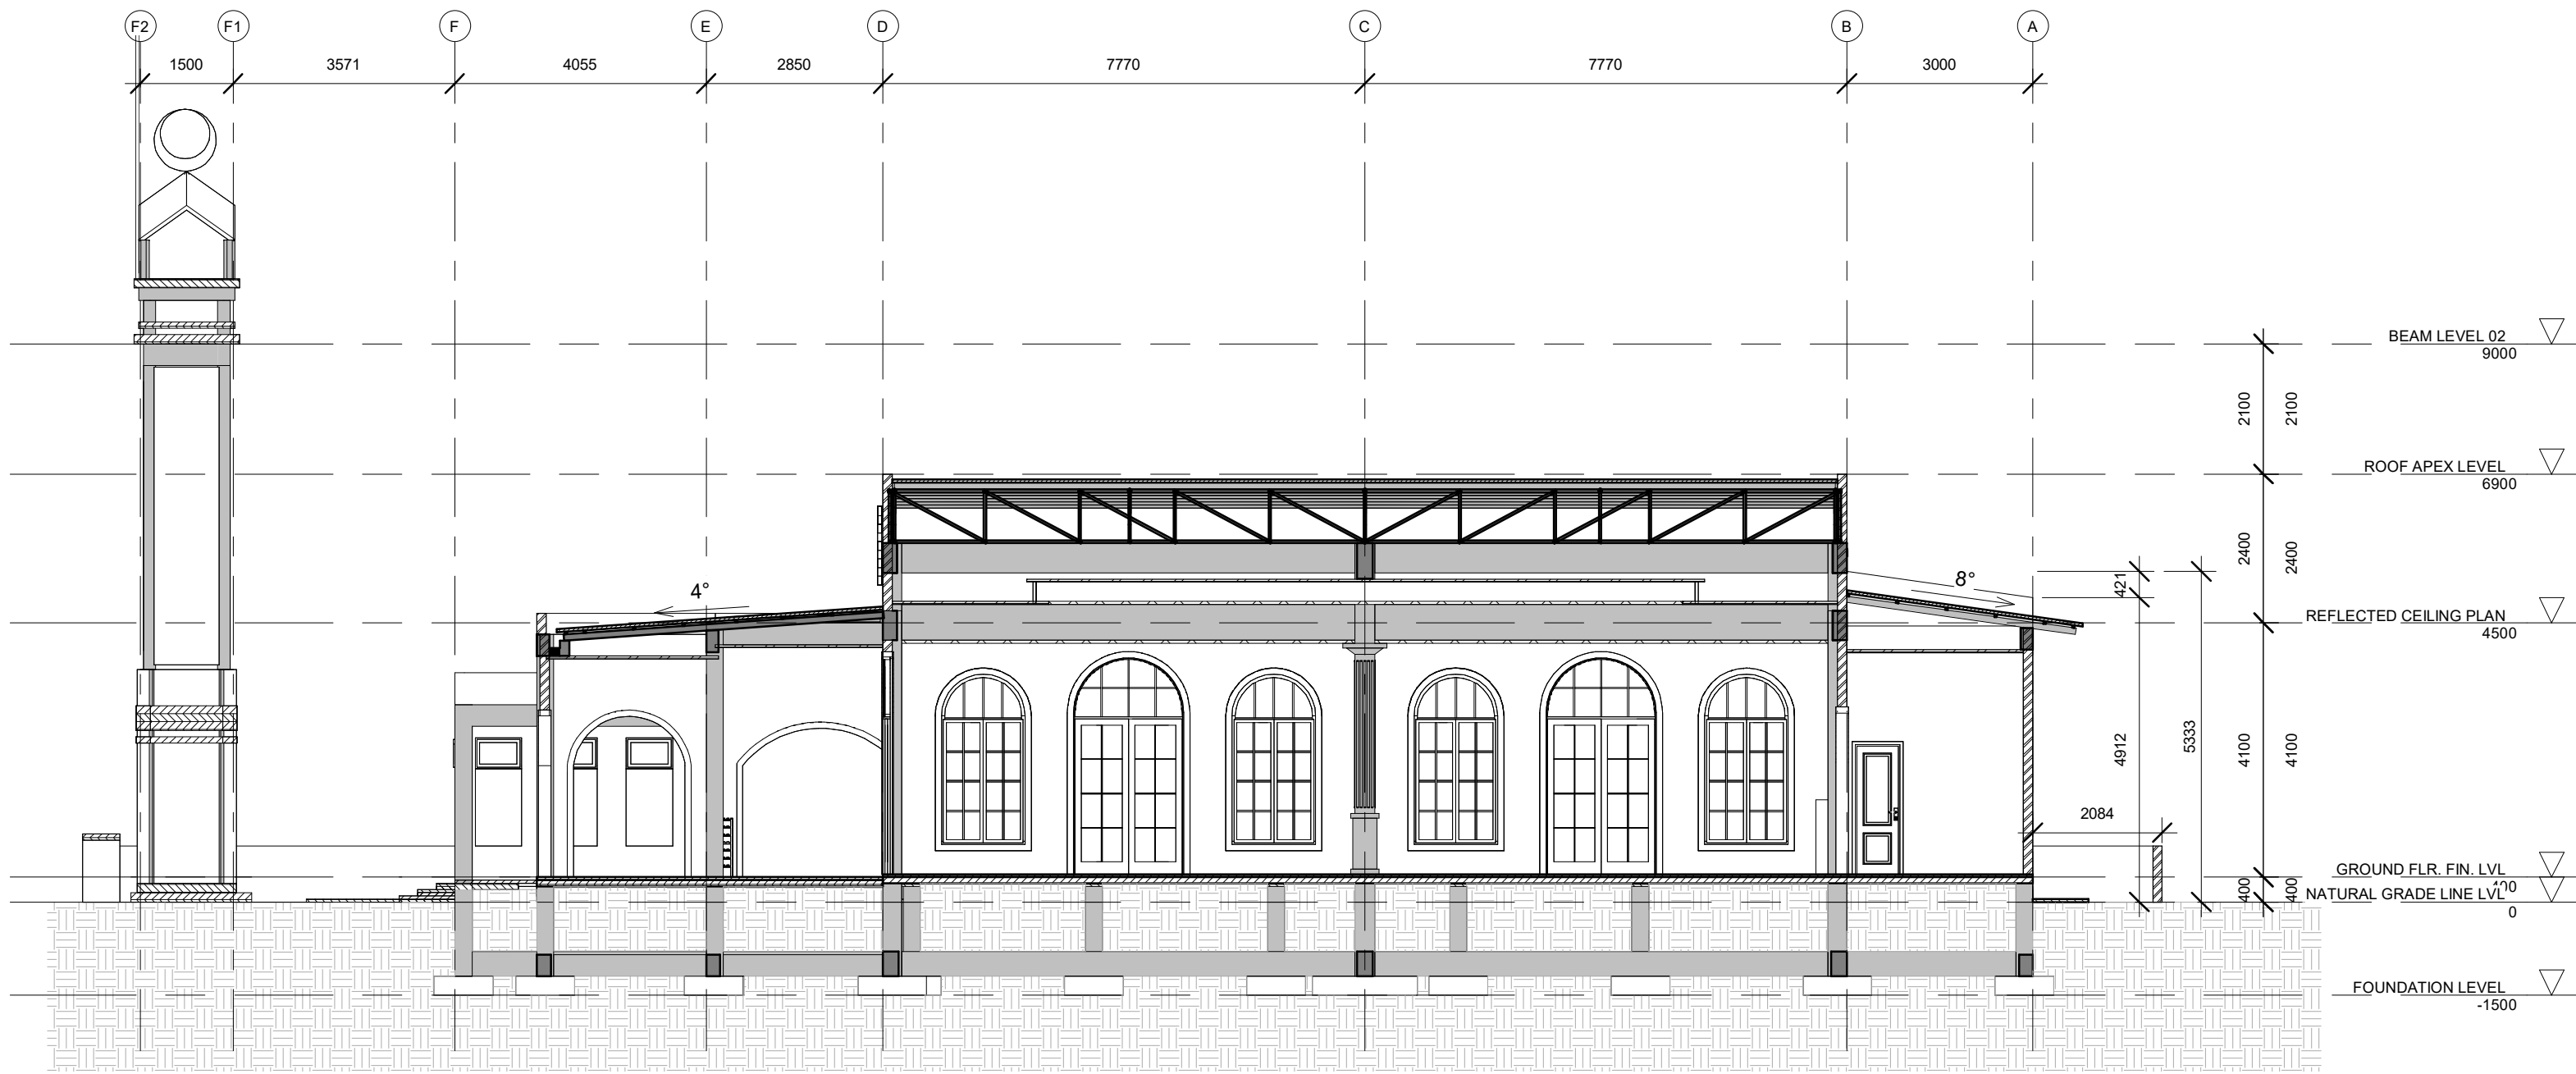 F2 F1 F E D C B A
1500 3571 4055 2850 7770 7770 3000
BEAM LEVEL 02
9000
2100 2100
ROOF APEX LEVEL
6900
2400 2400
4°
8°
421
REFLECTED CEILING PLAN
4500
4912 5333 4100 4100
2084
GROUND FLR. FIN. LVL
400
400 400
NATURAL GRADE LINE LVL
0
FOUNDATION LEVEL
-1500